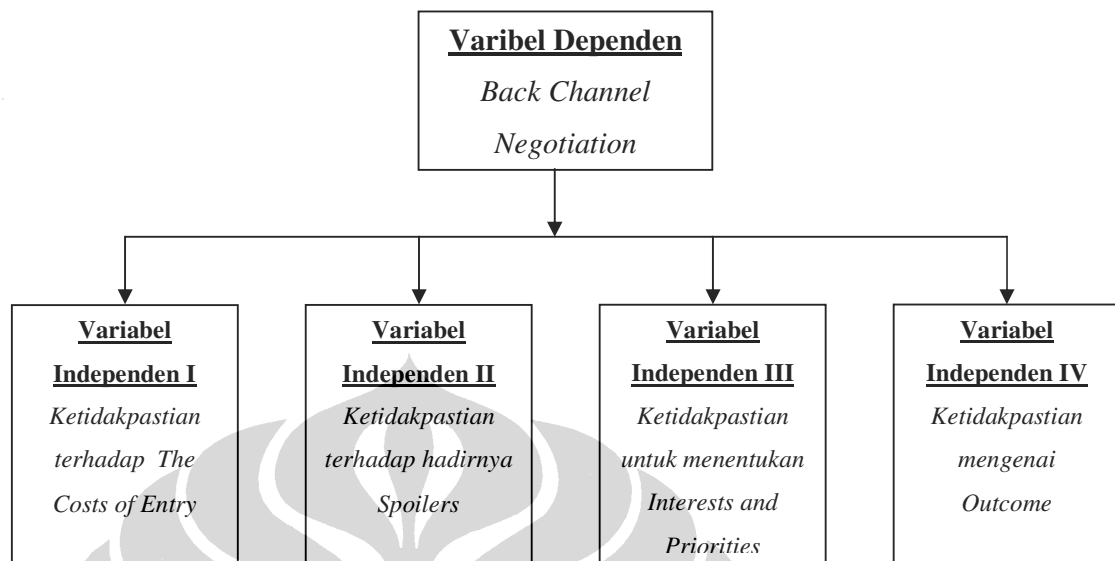 Varibel Dependen
Back Channel
Negotiation
Variabel
Independen I
Ketidakpastian
terhadap The
Costs of Entry
Variabel
Independen II
Ketidakpastian
terhadap hadirnya
Spoilers
Variabel
Independen III
Ketidakpastian
untuk menentukan
Interests and
Priorities
Variabel
Independen IV
Ketidakpastian
mengenai
Outcome